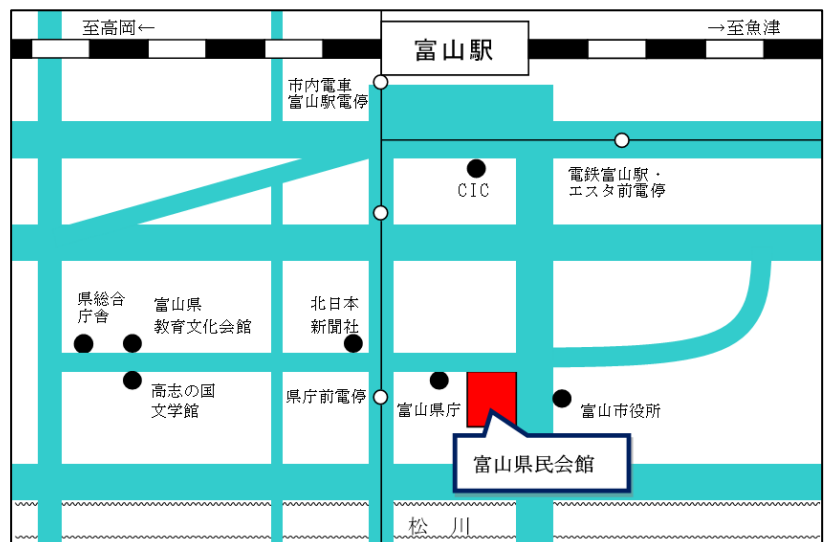 至高岡←
富山駅
→至魚津
市内電車
富山駅電停
CIC
電鉄富山駅・
エスタ前電停
県総合
庁舎
富山県
教育文化会館
北日本
新聞社
高志の国
文学館
県庁前電停
富山県庁
富山市役所
富山県民会館
松 川